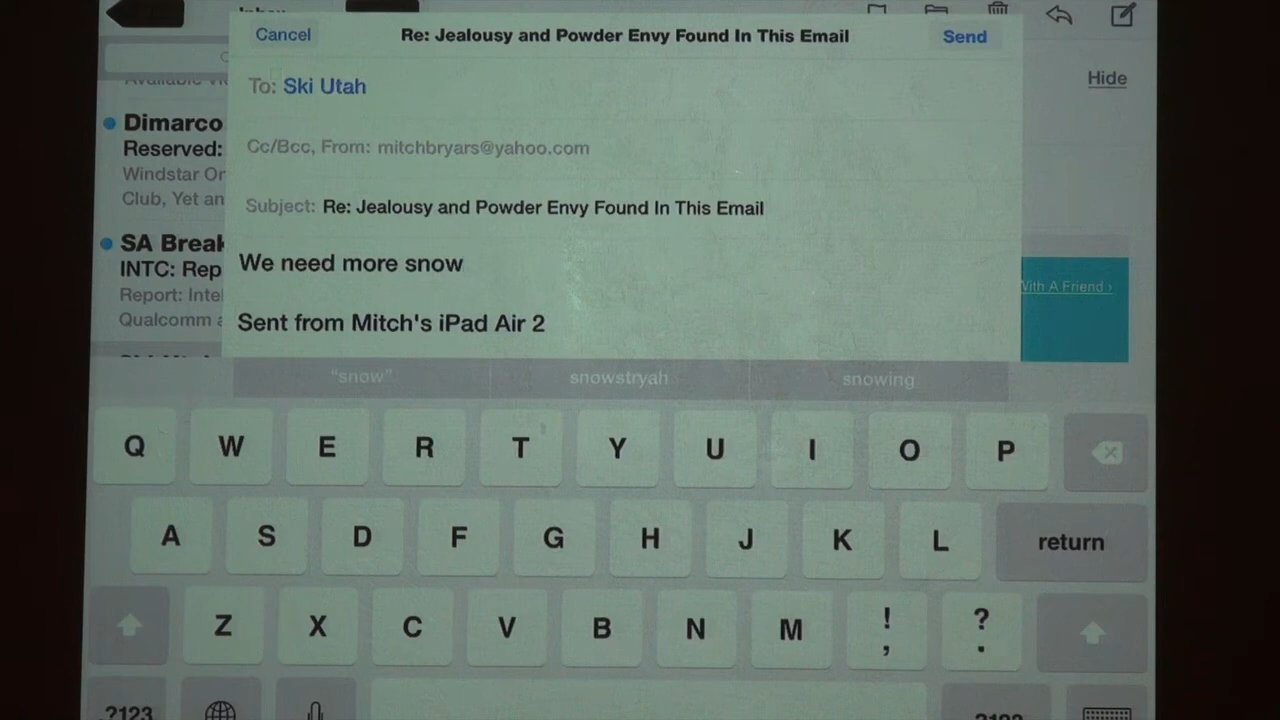 Cancel
Re: Jealousy and Powder Envy Found In This Email
Send
To: Ski Utah
Hide
Dimarco
Reserved:
Cc/Bcc, From: mitchbryars@yahoo.com
Windstar
Club, Yet
Subject: Re: Jealousy and Powder Envy Found In This Email
SA
INTC: Rep
We need more snow
With A Friend ›
Report:
Qualcomm
Sent from Mitch's iPad Air 2
“snow” snowstryah snowing
Q W E R T Y U I O P
A S D F G H J K L return
Z X C V B N M ! , ? .
.?123